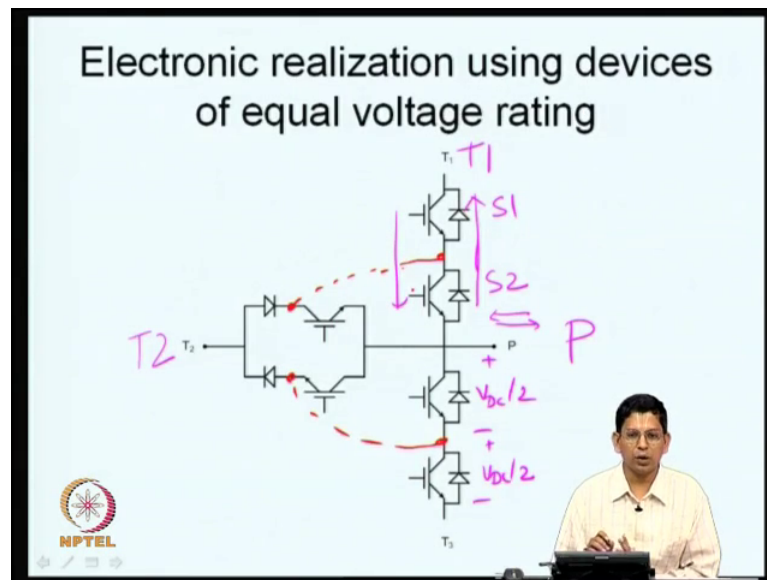 Electronic realization using devices
of equal voltage rating
T1 T1
S1
S2
T2 T2
P P
+
VDC/2
−
+
VDC/2
−
T3
NPTEL